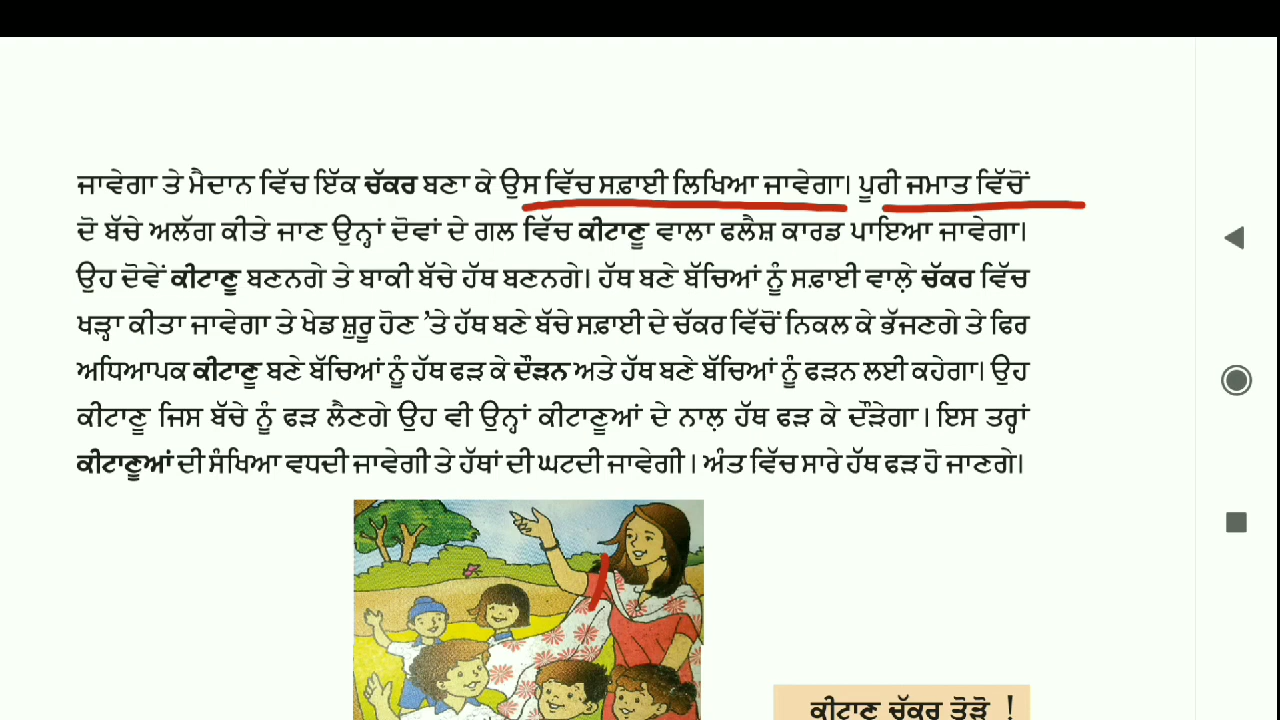 ਜਾਵੇਗਾ ਤੇ ਮੈਦਾਨ ਵਿੱਚ ਇੱਕ ਚੱਕਰ ਬਣਾ ਕੇ ਉਸ ਵਿੱਚ ਸਫ਼ਾਈ ਲਿਖਿਆ ਜਾਵੇਗਾ। ਪੂਰੀ ਜਮਾਤ ਵਿੱਚੋਂ
ਦੋ ਬੱਚੇ ਅਲੱਗ ਕੀਤੇ ਜਾਣ ਉਨ੍ਹਾਂ ਦੋਵਾਂ ਦੇ ਗਲ ਵਿੱਚ ਕੀਟਾਣੂ ਵਾਲਾ ਫਲੈਸ਼ ਕਾਰਡ ਪਾਇਆ ਜਾਵੇਗਾ।
ਉਹ ਦੋਵੇਂ ਕੀਟਾਣੂ ਬਣਨਗੇ ਤੇ ਬਾਕੀ ਬੱਚੇ ਹੱਥ ਬਣਨਗੇ। ਹੱਥ ਬਣੇ ਬੱਚਿਆਂ ਨੂੰ ਸਫ਼ਾਈ ਵਾਲ਼ੇ ਚੱਕਰ ਵਿੱਚ
ਖੜ੍ਹਾ ਕੀਤਾ ਜਾਵੇਗਾ ਤੇ ਖੇਡ ਸ਼ੁਰੂ ਹੋਣ ’ਤੇ ਹੱਥ ਬਣੇ ਬੱਚੇ ਸਫ਼ਾਈ ਦੇ ਚੱਕਰ ਵਿੱਚੋਂ ਨਿਕਲ ਕੇ ਭੱਜਣਗੇ ਤੇ ਫਿਰ
ਅਧਿਆਪਕ ਕੀਟਾਣੂ ਬਣੇ ਬੱਚਿਆਂ ਨੂੰ ਹੱਥ ਫੜ ਕੇ ਦੌੜਨ ਅਤੇ ਹੱਥ ਬਣੇ ਬੱਚਿਆਂ ਨੂੰ ਫੜਨ ਲਈ ਕਹੇਗਾ। ਉਹ
ਕੀਟਾਣੂ ਜਿਸ ਬੱਚੇ ਨੂੰ ਫੜ ਲੈਣਗੇ ਉਹ ਵੀ ਉਨ੍ਹਾਂ ਕੀਟਾਣੂਆਂ ਦੇ ਨਾਲ਼ ਹੱਥ ਫੜ ਕੇ ਦੌੜੇਗਾ। ਇਸ ਤਰ੍ਹਾਂ
ਕੀਟਾਣੂਆਂ ਦੀ ਸੰਖਿਆ ਵਧਦੀ ਜਾਵੇਗੀ ਤੇ ਹੱਥਾਂ ਦੀ ਘਟਦੀ ਜਾਵੇਗੀ। ਅੰਤ ਵਿੱਚ ਸਾਰੇ ਹੱਥ ਫੜ ਹੋ ਜਾਣਗੇ।
ਕੀਟਾਣੂ ਚੱਕਰ ਤੋੜੋ !